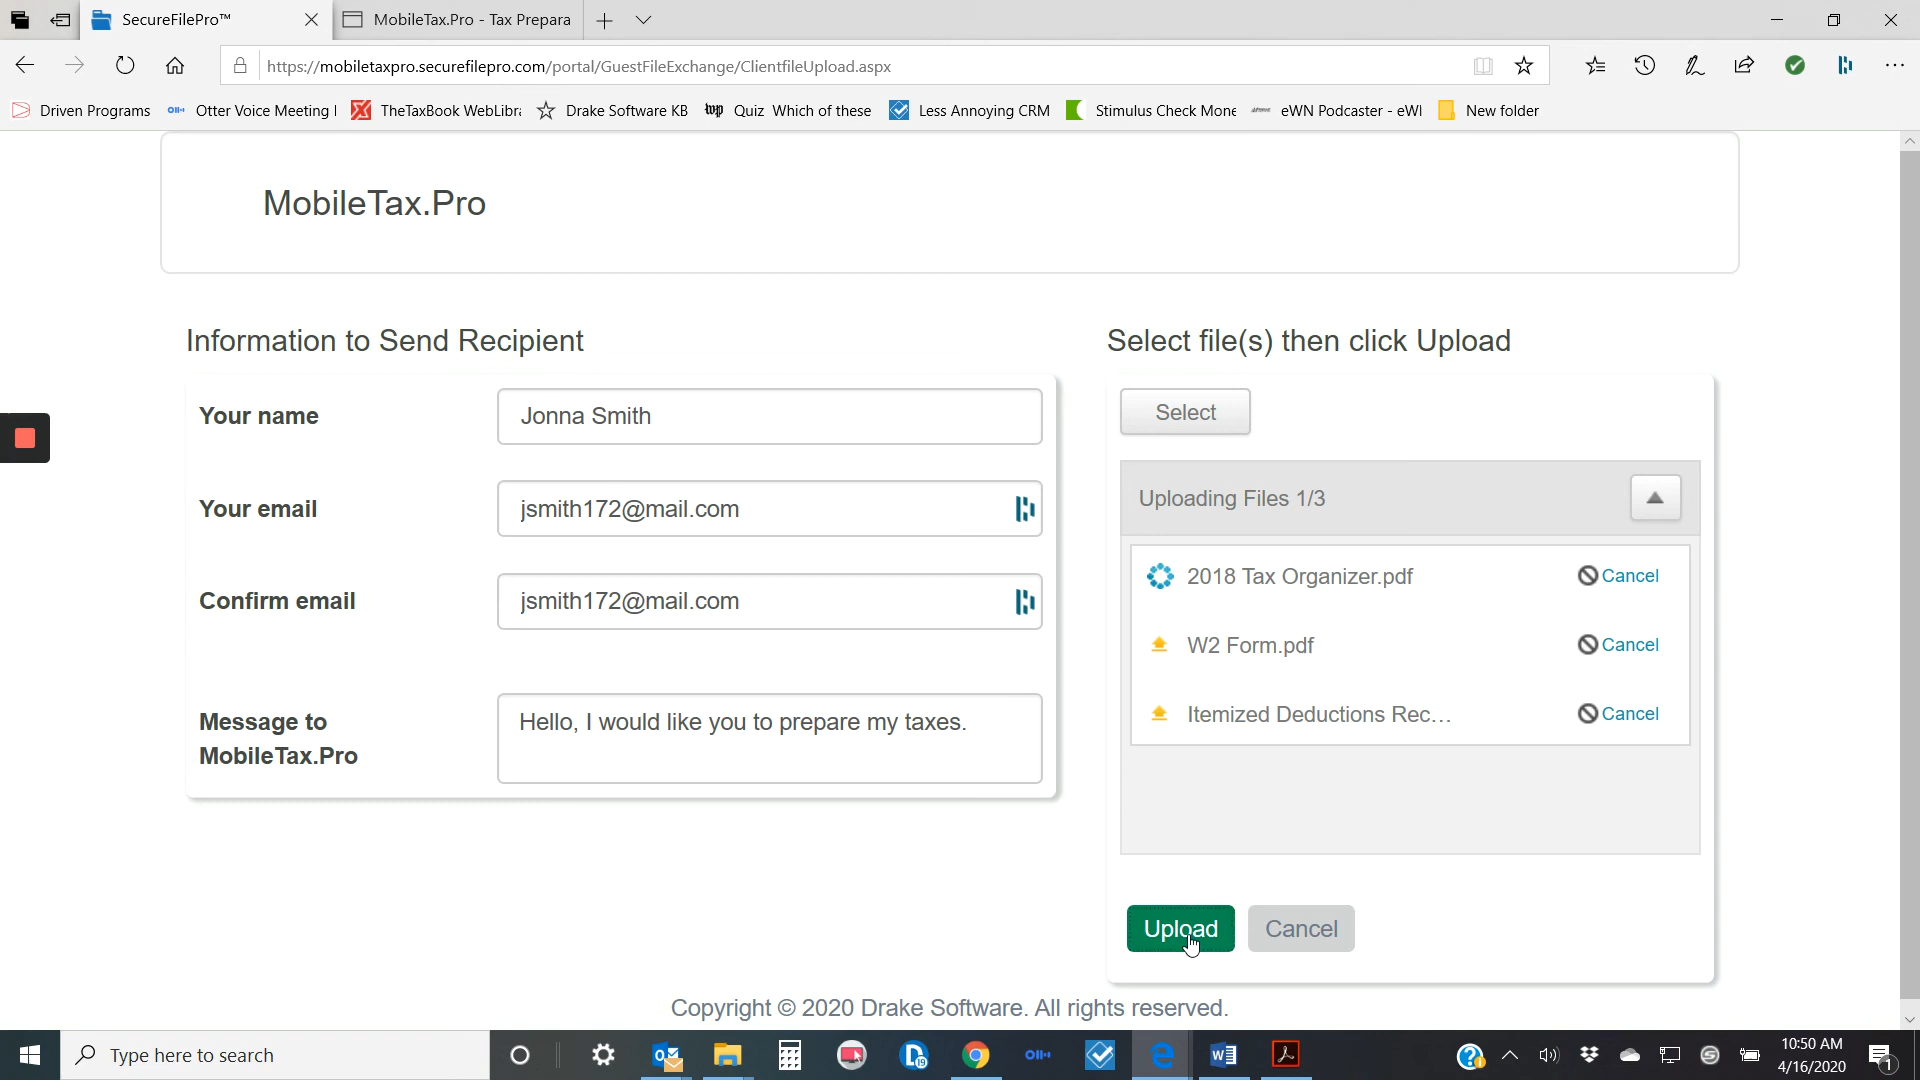 SecureFilePro™
MobileTax.Pro - Tax Prepara
https://mobiletaxpro.securefilepro.com/portal/GuestFileExchange/ClientfileUpload.aspx
Driven Programs
Otter Voice Meeting
TheTaxBook WebLibra
Drake Software KB
Quiz Which of these
Less Annoying CRM
Stimulus Check Mone
eWN Podcaster - eWI
New folder
MobileTax.Pro
Information to Send Recipient
Your name
Jonna Smith
Your email
jsmith172@mail.com
Confirm email
jsmith172@mail.com
Message to
MobileTax.Pro
Hello, I would like you to prepare my taxes.
Select file(s) then click Upload
Select
Uploading Files 1/3
2018 Tax Organizer.pdf
Cancel
W2 Form.pdf
Cancel
Itemized Deductions Rec...
Cancel
Upload
Cancel
Copyright © 2020 Drake Software. All rights reserved.
Type here to search
10:50 AM
4/16/2020
1